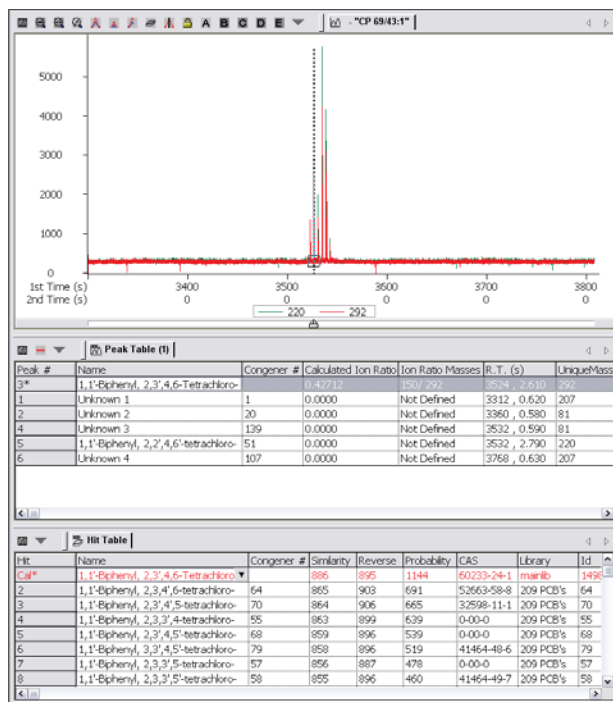 A B C D E - "CP 69/43:1"
5000
4000
3000
2000
1000
0
1st Time (s) 3400 3500 3600 3700 3800
2nd Time (s) 0 0 0 0 0
220 292
Peak Table (1)
Peak # Name Congener # Calculated Ion Ratio Ion Ratio Masses R.T. (s) UniqueMass
3* 1,1'-Biphenyl, 2,3',4,6-Tetrachloro- 0.42712 150/ 292 3524 , 2.610 292
1 Unknown 1 1 0.0000 Not Defined 3312 , 0.620 207
2 Unknown 2 20 0.0000 Not Defined 3360 , 0.580 81
4 Unknown 3 139 0.0000 Not Defined 3532 , 0.590 81
5 1,1'-Biphenyl, 2,2',4,6'-tetrachloro- 51 0.0000 Not Defined 3532 , 2.790 220
6 Unknown 4 107 0.0000 Not Defined 3768 , 0.630 207
Hit Table
Hit Name Congener # Similarity Reverse Probability CAS Library Id
Cal* 1,1'-Biphenyl, 2,3',4,6-Tetrachloro 886 895 1144 60233-24-1 mainlib 1498
2 1,1'-Biphenyl, 2,3,4',6-tetrachloro- 64 865 903 691 52663-58-8 209 PCB's 64
3 1,1'-Biphenyl, 2,3',4',5-tetrachloro- 70 864 906 665 32598-11-1 209 PCB's 70
4 1,1'-Biphenyl, 2,3,3',4-tetrachloro- 55 863 899 639 0-00-0 209 PCB's 55
5 1,1'-Biphenyl, 2,3',4,5'-tetrachloro- 68 859 896 539 0-00-0 209 PCB's 68
6 1,1'-Biphenyl, 3,3',4,5'-tetrachloro- 79 858 896 519 41464-48-6 209 PCB's 79
7 1,1'-Biphenyl, 2,3,3',5-tetrachloro- 57 856 887 478 0-00-0 209 PCB's 57
8 1,1'-Biphenyl, 2,3,3',5'-tetrachloro- 58 855 896 460 41464-49-7 209 PCB's 58